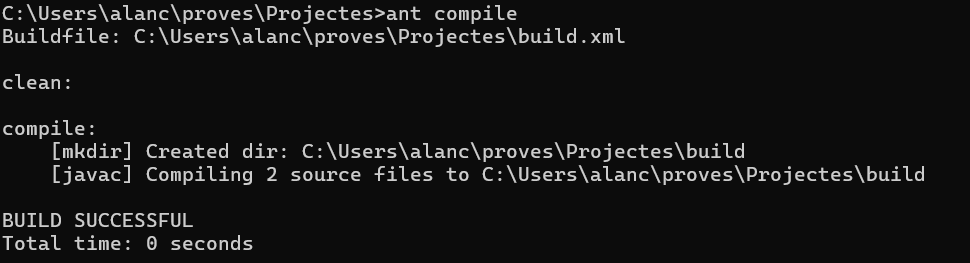 C:\Users\alanc\proves\Projectes>ant compile
Buildfile: C:\Users\alanc\proves\Projectes\build.xml

clean:

compile:
    [mkdir] Created dir: C:\Users\alanc\proves\Projectes\build
    [javac] Compiling 2 source files to C:\Users\alanc\proves\Projectes\build

BUILD SUCCESSFUL
Total time: 0 seconds